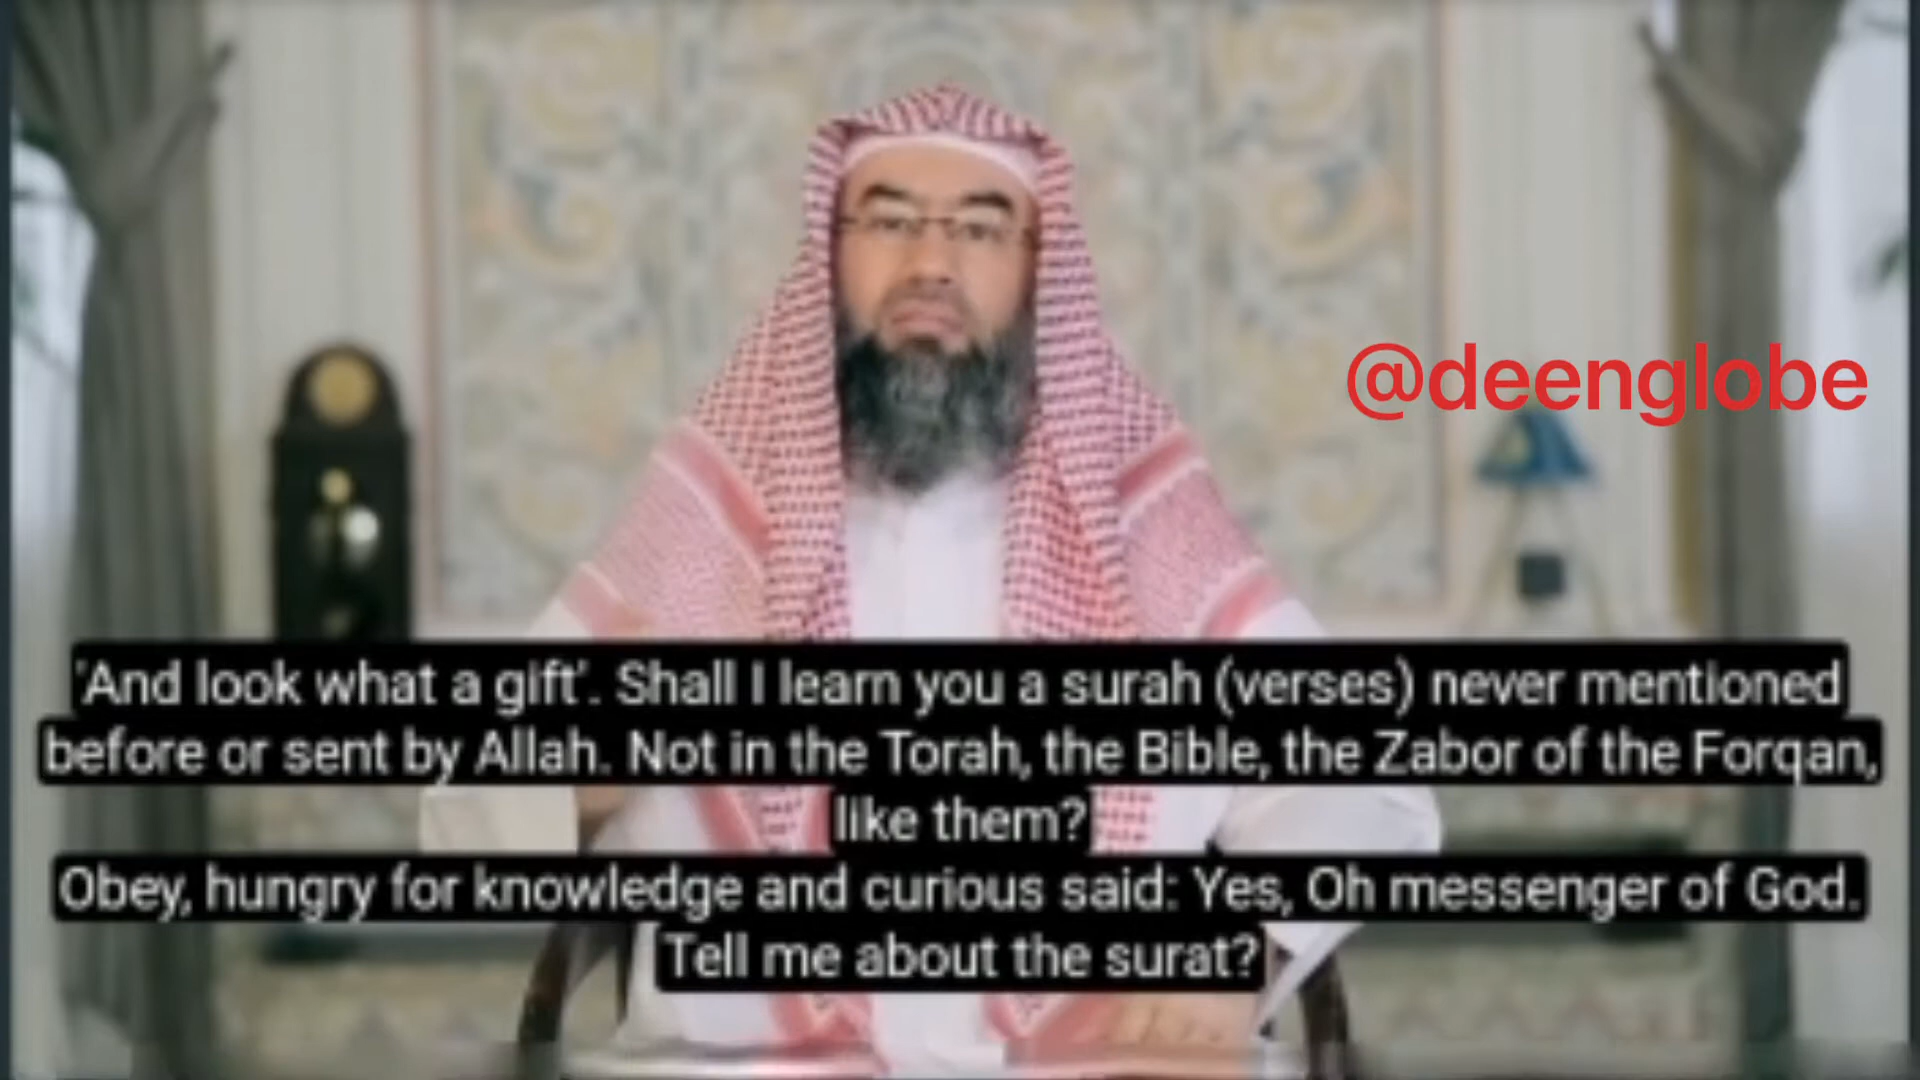 @deenglobe
'And look what a gift'. Shall I learn you a surah (verses) never mentioned
before or sent by Allah. Not in the Torah, the Bible, the Zabor of the Forqan,
like them?
Obey, hungry for knowledge and curious said: Yes, Oh messenger of God.
Tell me about the surat?